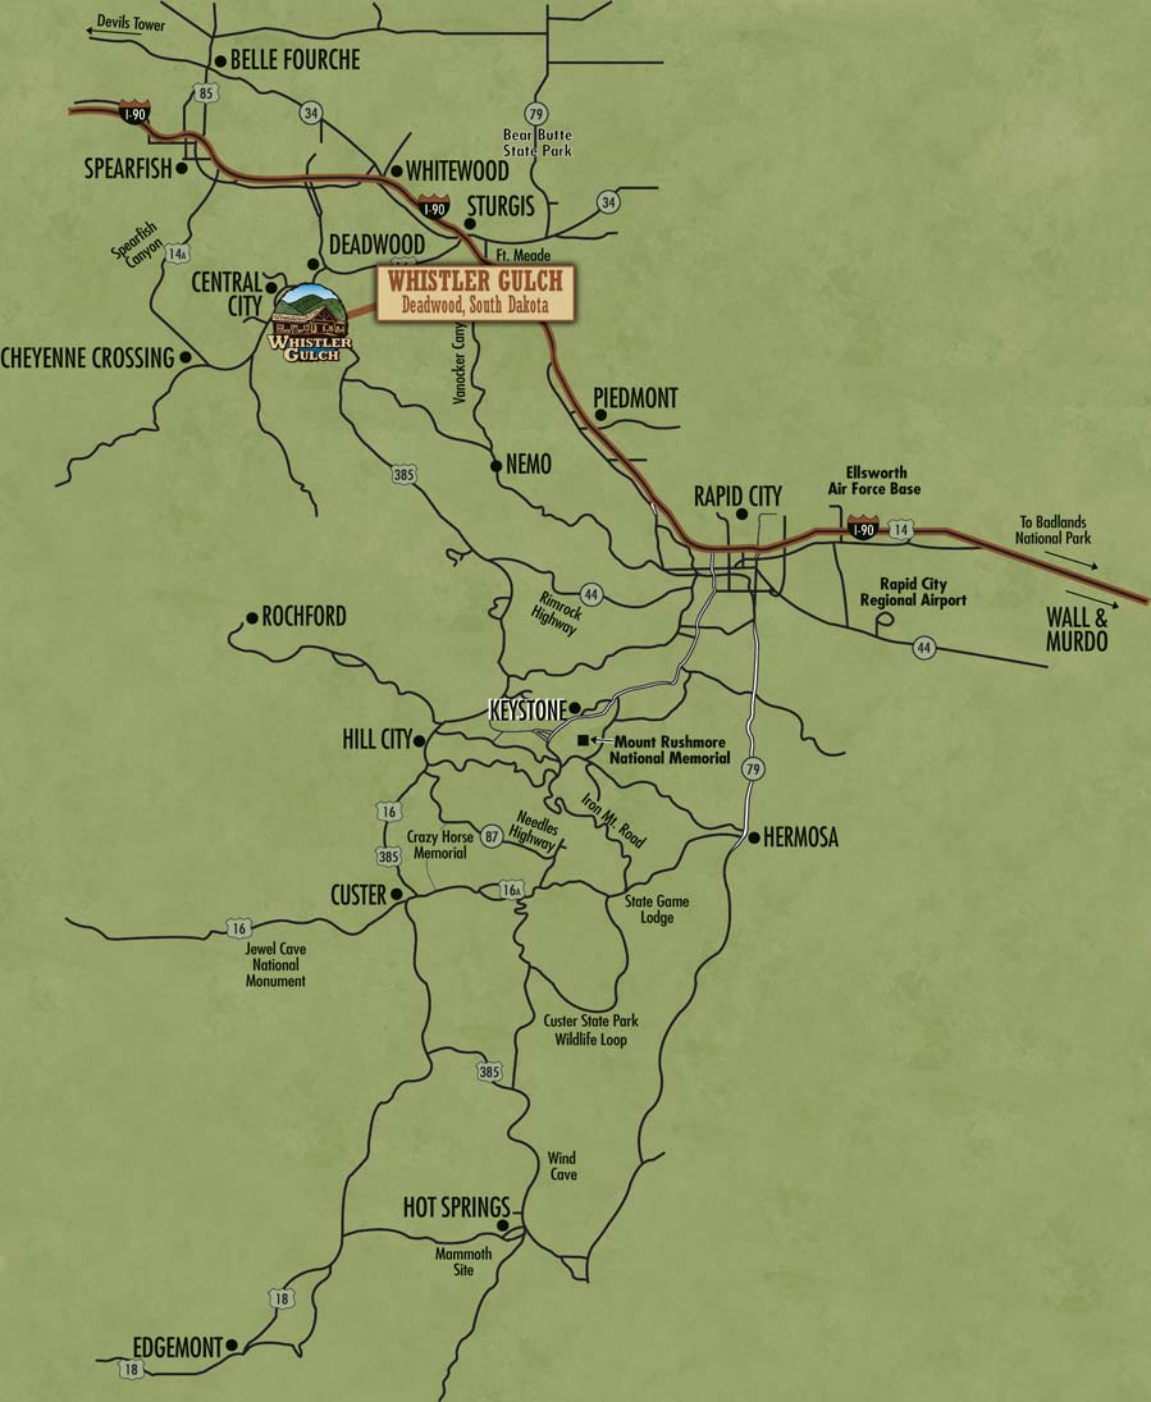 Devils Tower
BELLE FOURCHE
85
I-90
34
79
Bear Butte
State Park
SPEARFISH
WHITEWOOD
I-90
STURGIS
34
Spearfish
Canyon
14A
DEADWOOD
Ft. Meade
CENTRAL
CITY
WHISTLER GULCH
Deadwood, South Dakota
WHISTLER
GULCH
CHEYENNE CROSSING
Vanocker Cany
PIEDMONT
385
NEMO
Ellsworth
Air Force Base
RAPID CITY
I-90
14
To Badlands
National Park
44
Rimrock
Highway
Rapid City
Regional Airport
WALL &
MURDO
ROCHFORD
44
KEYSTONE
HILL CITY
Mount Rushmore
National Memorial
79
16
Iron Mt. Road
Needles
Highway
87
Crazy Horse
Memorial
HERMOSA
385
CUSTER
16A
State Game
Lodge
16
Jewel Cave
National
Monument
Custer State Park
Wildlife Loop
385
Wind
Cave
HOT SPRINGS
Mammoth
Site
18
EDGEMONT
18